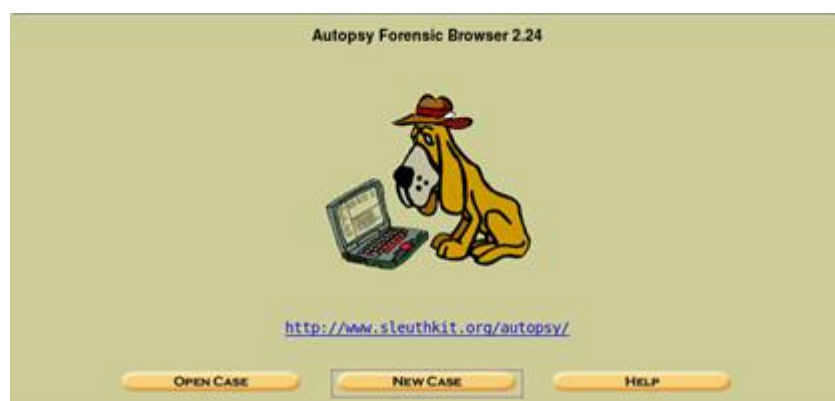 Autopsy Forensic Browser 2.24
http://www.sleuthkit.org/autopsy/
OPEN CASE
NEW CASE
HELP